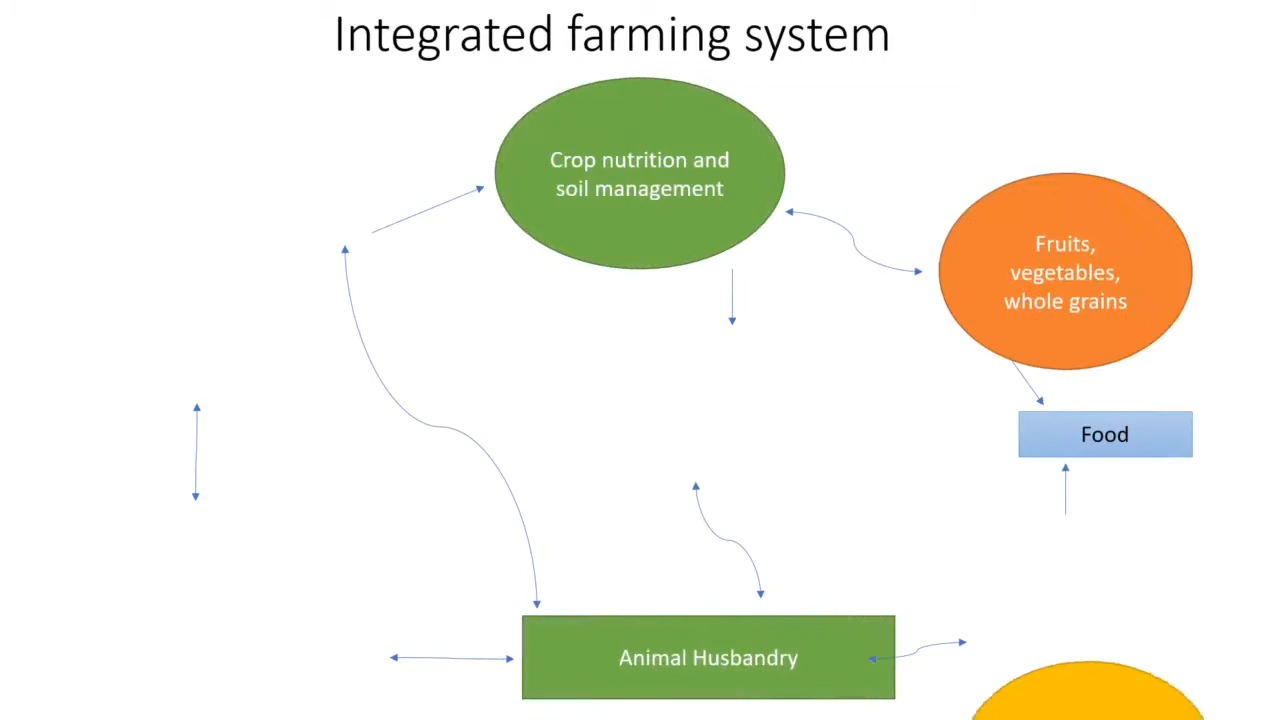 Integrated farming system
Crop nutrition and
soil management
Fruits,
vegetables,
whole grains
Food
Animal Husbandry